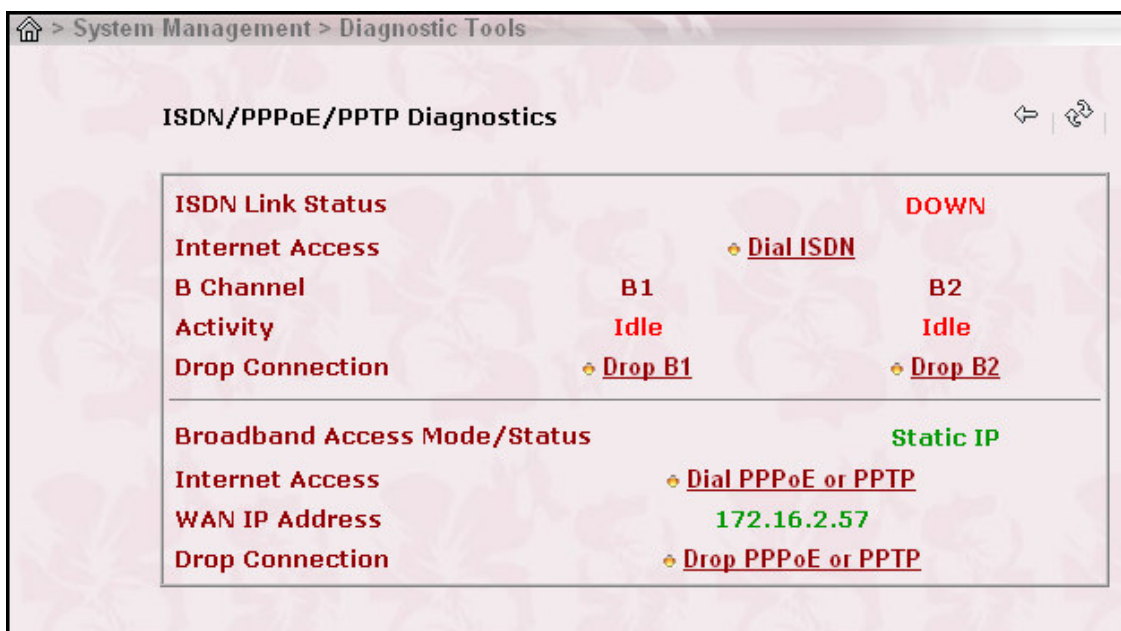 > System Management > Diagnostic Tools
ISDN/PPPoE/PPTP Diagnostics
ISDN Link Status DOWN
Internet Access Dial ISDN
B Channel B1 B2
Activity Idle Idle
Drop Connection Drop B1 Drop B2
Broadband Access Mode/Status Static IP
Internet Access Dial PPPoE or PPTP
WAN IP Address 172.16.2.57
Drop Connection Drop PPPoE or PPTP